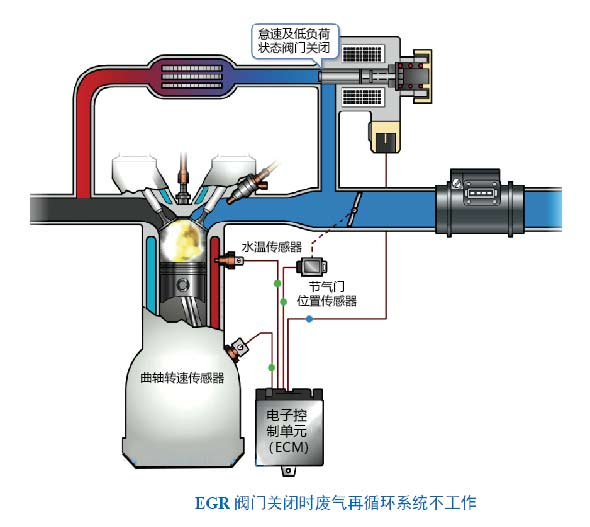 怠速及低负荷
状态阀门关闭
水温传感器
节气门
位置传感器
曲轴转速传感器
电子控
制单元
(ECM)
EGR 阀门关闭时废气再循环系统不工作